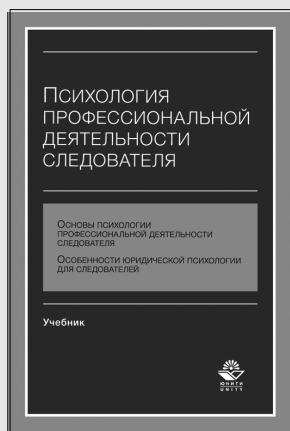 ПСИХОЛОГИЯ
ПРОФЕССИОНАЛЬНОЙ
ДЕЯТЕЛЬНОСТИ
СЛЕДОВАТЕЛЯ
ОСНОВЫ ПСИХОЛОГИИ
ПРОФЕССИОНАЛЬНОЙ ДЕЯТЕЛЬНОСТИ
СЛЕДОВАТЕЛЯ
ОСОБЕННОСТИ ЮРИДИЧЕСКОЙ ПСИХОЛОГИИ
ДЛЯ СЛЕДОВАТЕЛЕЙ
Учебник
ЮНИТИ
UNITY